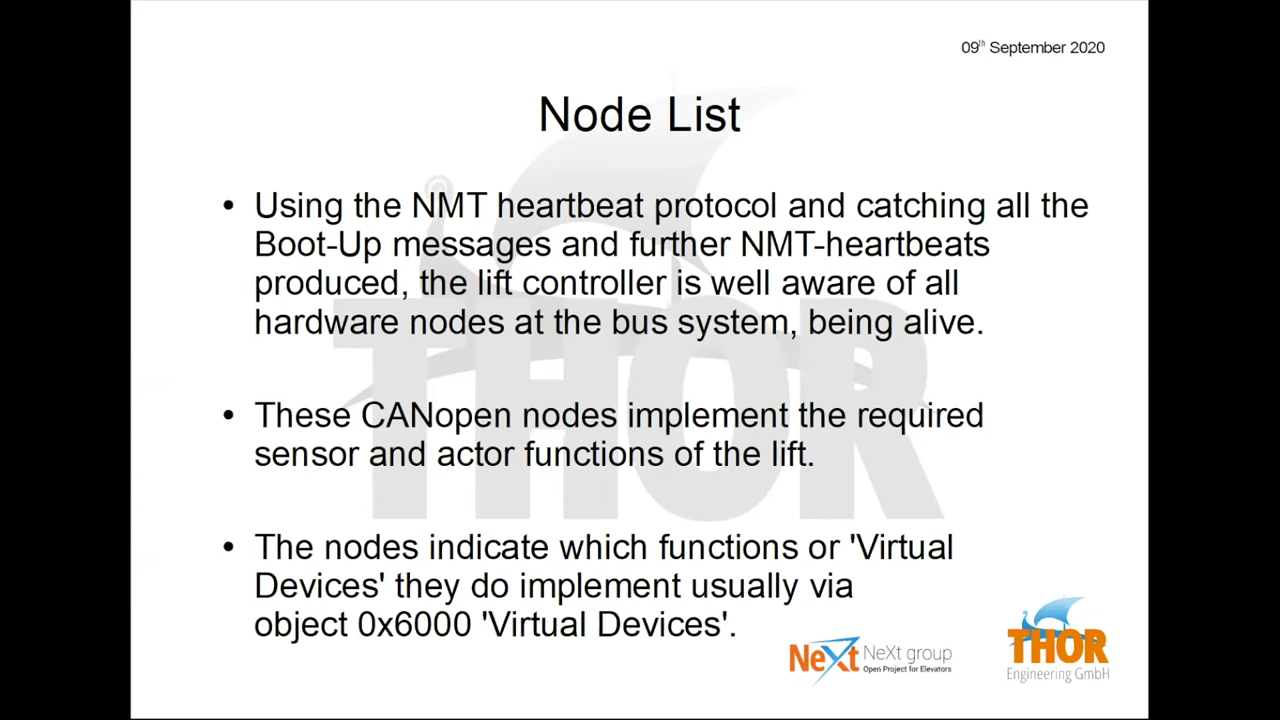 09th September 2020
Node List
• Using the NMT heartbeat protocol and catching all the
Boot-Up messages and further NMT-heartbeats
produced, the lift controller is well aware of all
hardware nodes at the bus system, being alive.
• These CANopen nodes implement the required
sensor and actor functions of the lift.
• The nodes indicate which functions or 'Virtual
Devices' they do implement usually via
object 0x6000 'Virtual Devices'.
THOR
NeXt NeXt group
Open Project for Elevators
THOR
Engineering GmbH